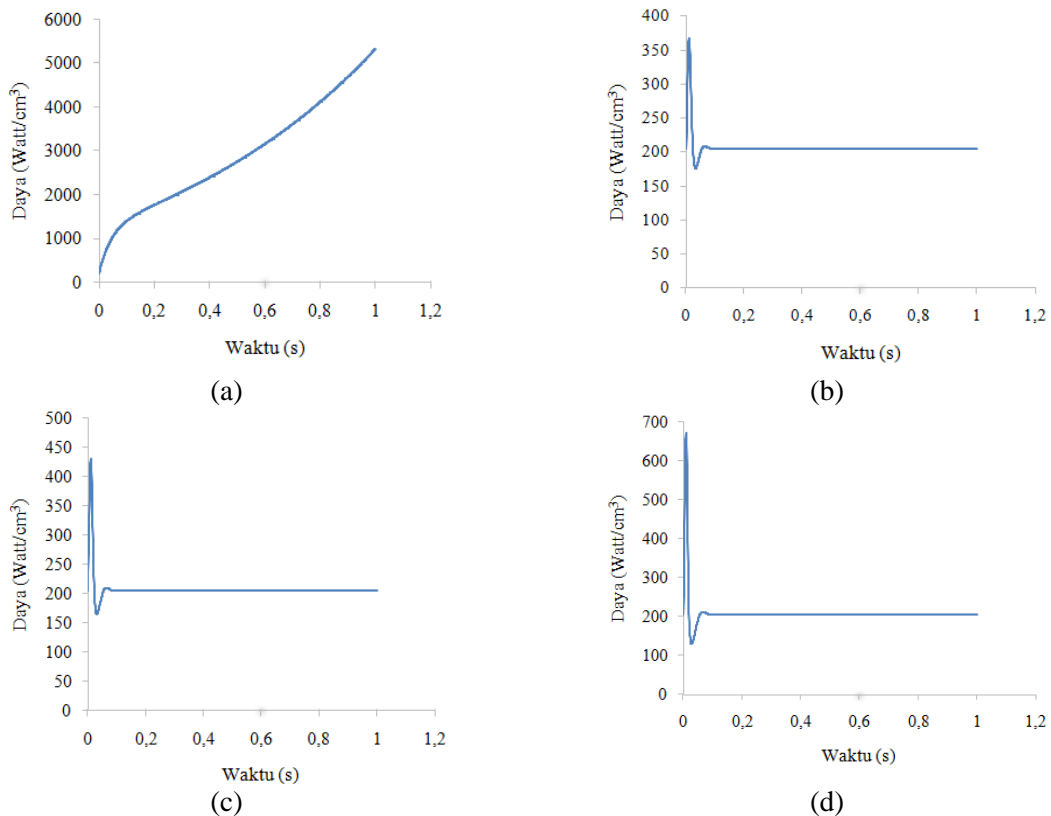 6000
5000
4000
3000
2000
1000
0
Daya (Watt/cm³)
0 0,2 0,4 0,6 0,8 1 1,2
Waktu (s)
(a)
400
350
300
250
200
150
100
50
0
Daya (Watt/cm³)
0 0,2 0,4 0,6 0,8 1 1,2
Waktu (s)
(b)
500
450
400
350
300
250
200
150
100
50
0
Daya (Watt/cm³)
0 0,2 0,4 0,6 0,8 1 1,2
Waktu (s)
(c)
700
600
500
400
300
200
100
0
Daya (Watt/cm³)
0 0,2 0,4 0,6 0,8 1 1,2
Waktu (s)
(d)